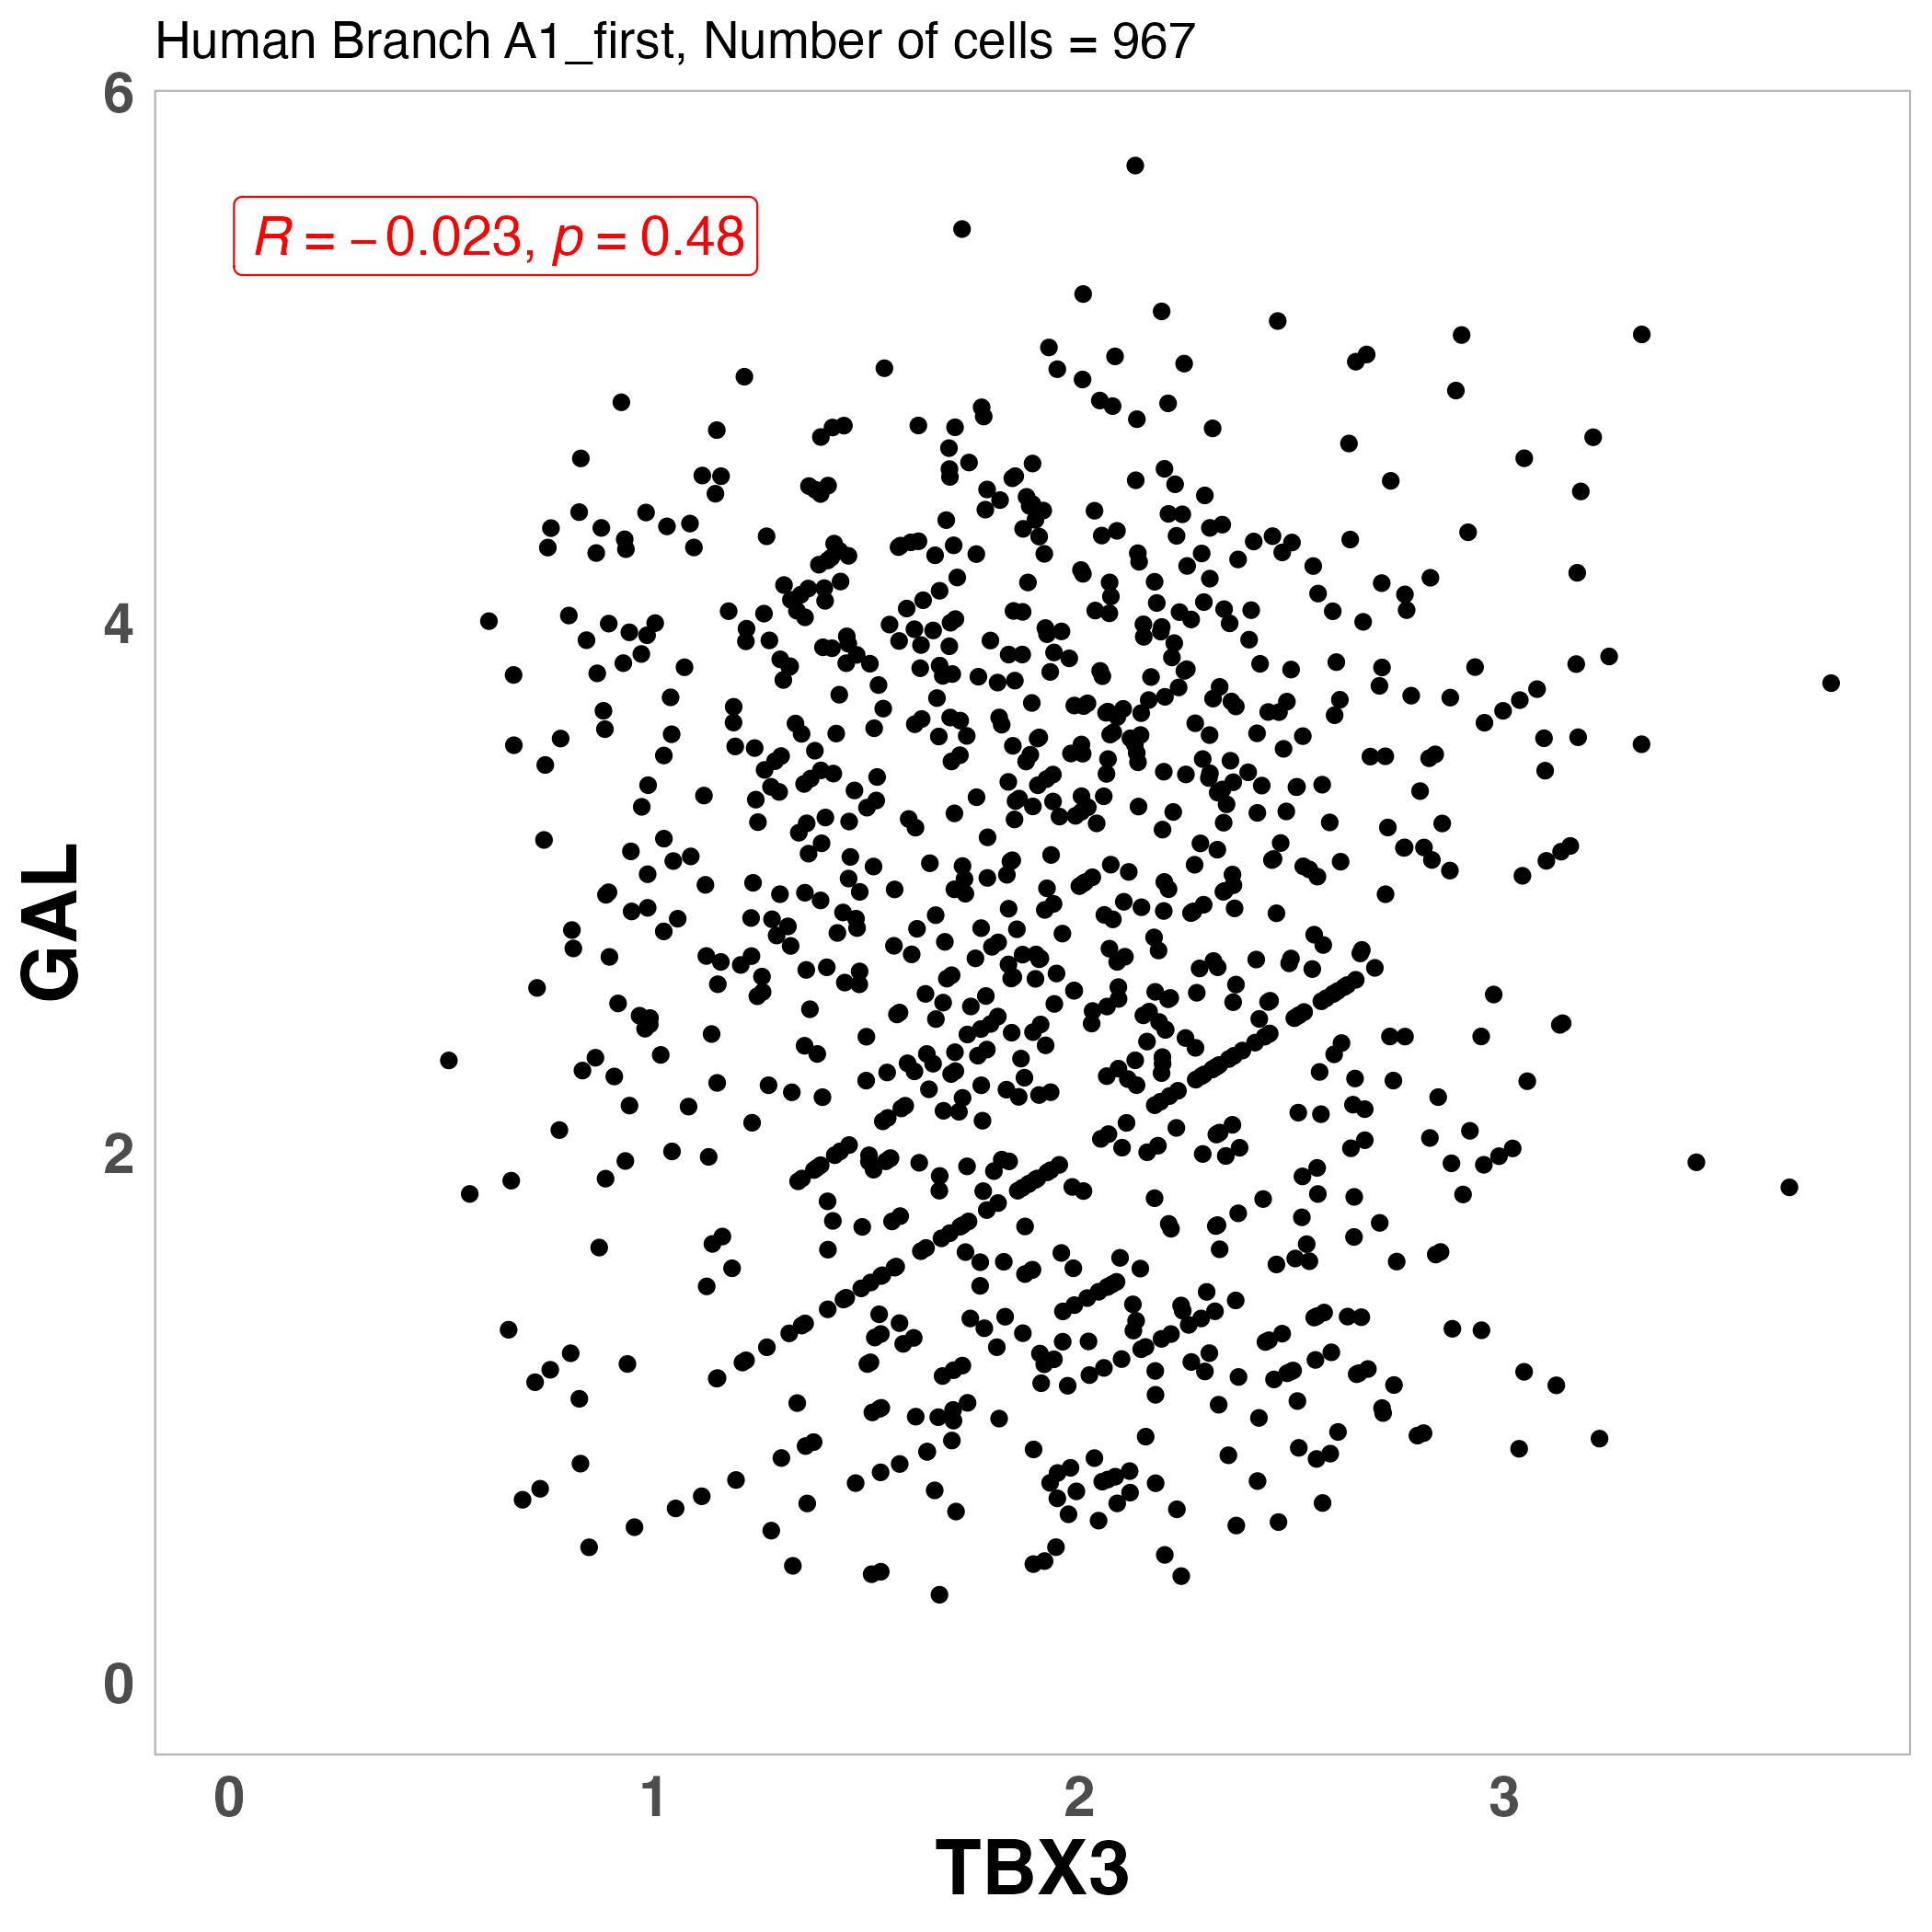 Human Branch A1_first, Number of cells = 967
6
R = −0.023, p = 0.48
4
GAL
2
0
0 1 2 3
TBX3